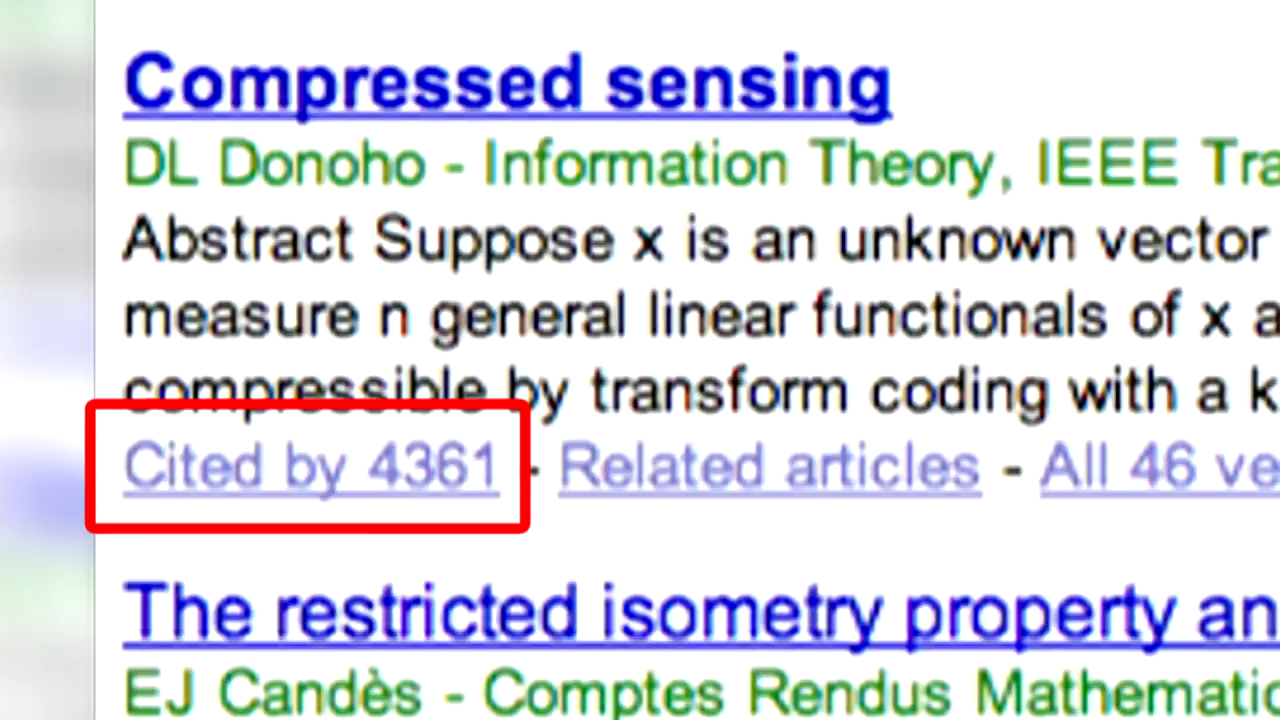 Compressed sensing
DL Donoho - Information Theory, IEEE Tra
Abstract Suppose x is an unknown vector
measure n general linear functionals of x a
compressible by transform coding with a k
Cited by 4361 - Related articles - All 46 ve
The restricted isometry property an
EJ Candès - Comptes Rendus Mathematic